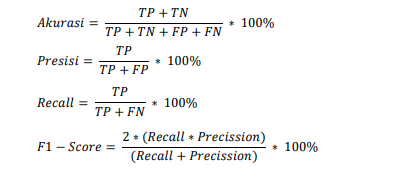 Akurasi = TP + TN / TP + TN + FP + FN * 100%
Presisi = TP / TP + FP * 100%
Recall = TP / TP + FN * 100%
F1 − Score = 2 * (Recall * Precission) / (Recall + Precission) * 100%